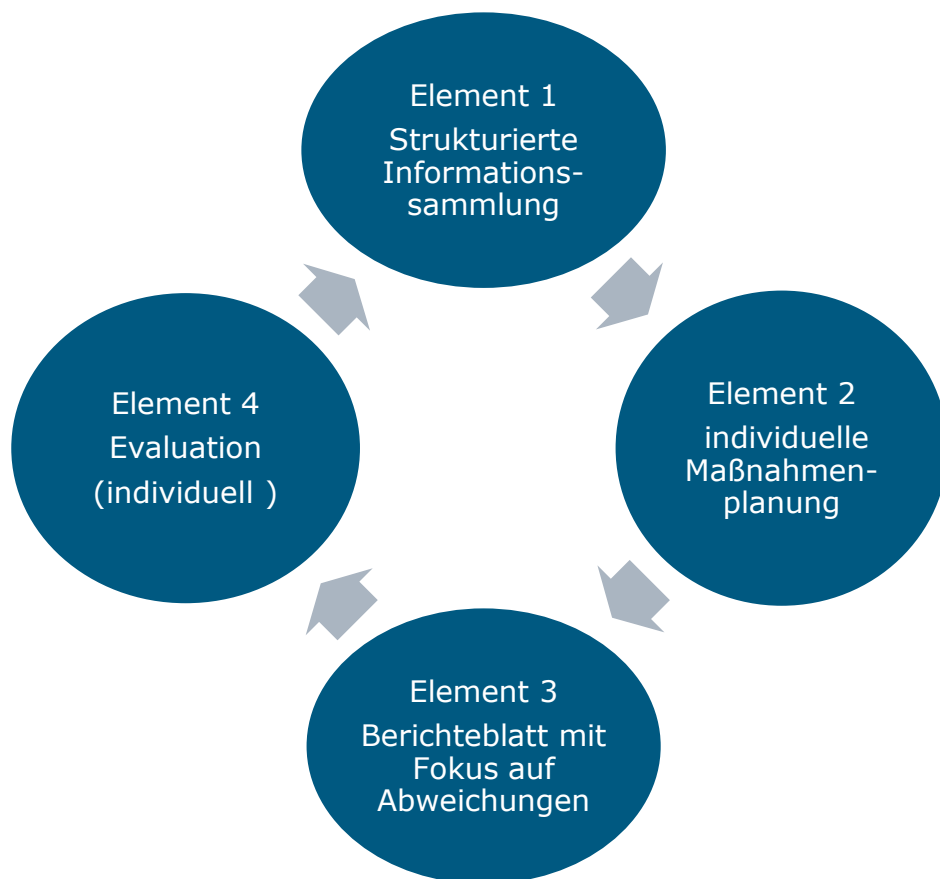 Element 1
Strukturierte
Informations-
sammlung
Element 2
individuelle
Maßnahmen-
planung
Element 3
Berichteblatt mit
Fokus auf
Abweichungen
Element 4
Evaluation
(individuell )